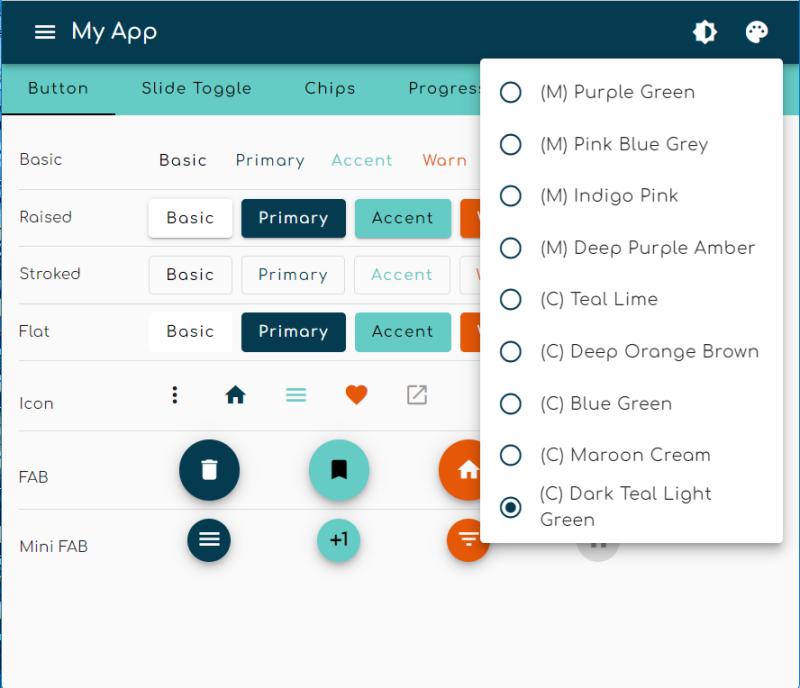 My App
Button Slide Toggle Chips Progress
(M) Purple Green
(M) Pink Blue Grey
(M) Indigo Pink
(M) Deep Purple Amber
(C) Teal Lime
(C) Deep Orange Brown
(C) Blue Green
(C) Maroon Cream
(C) Dark Teal Light
Green
Basic Basic Primary Accent Warn
Raised Basic Primary Accent
Stroked Basic Primary Accent
Flat Basic Primary Accent
Icon
FAB
Mini FAB +1